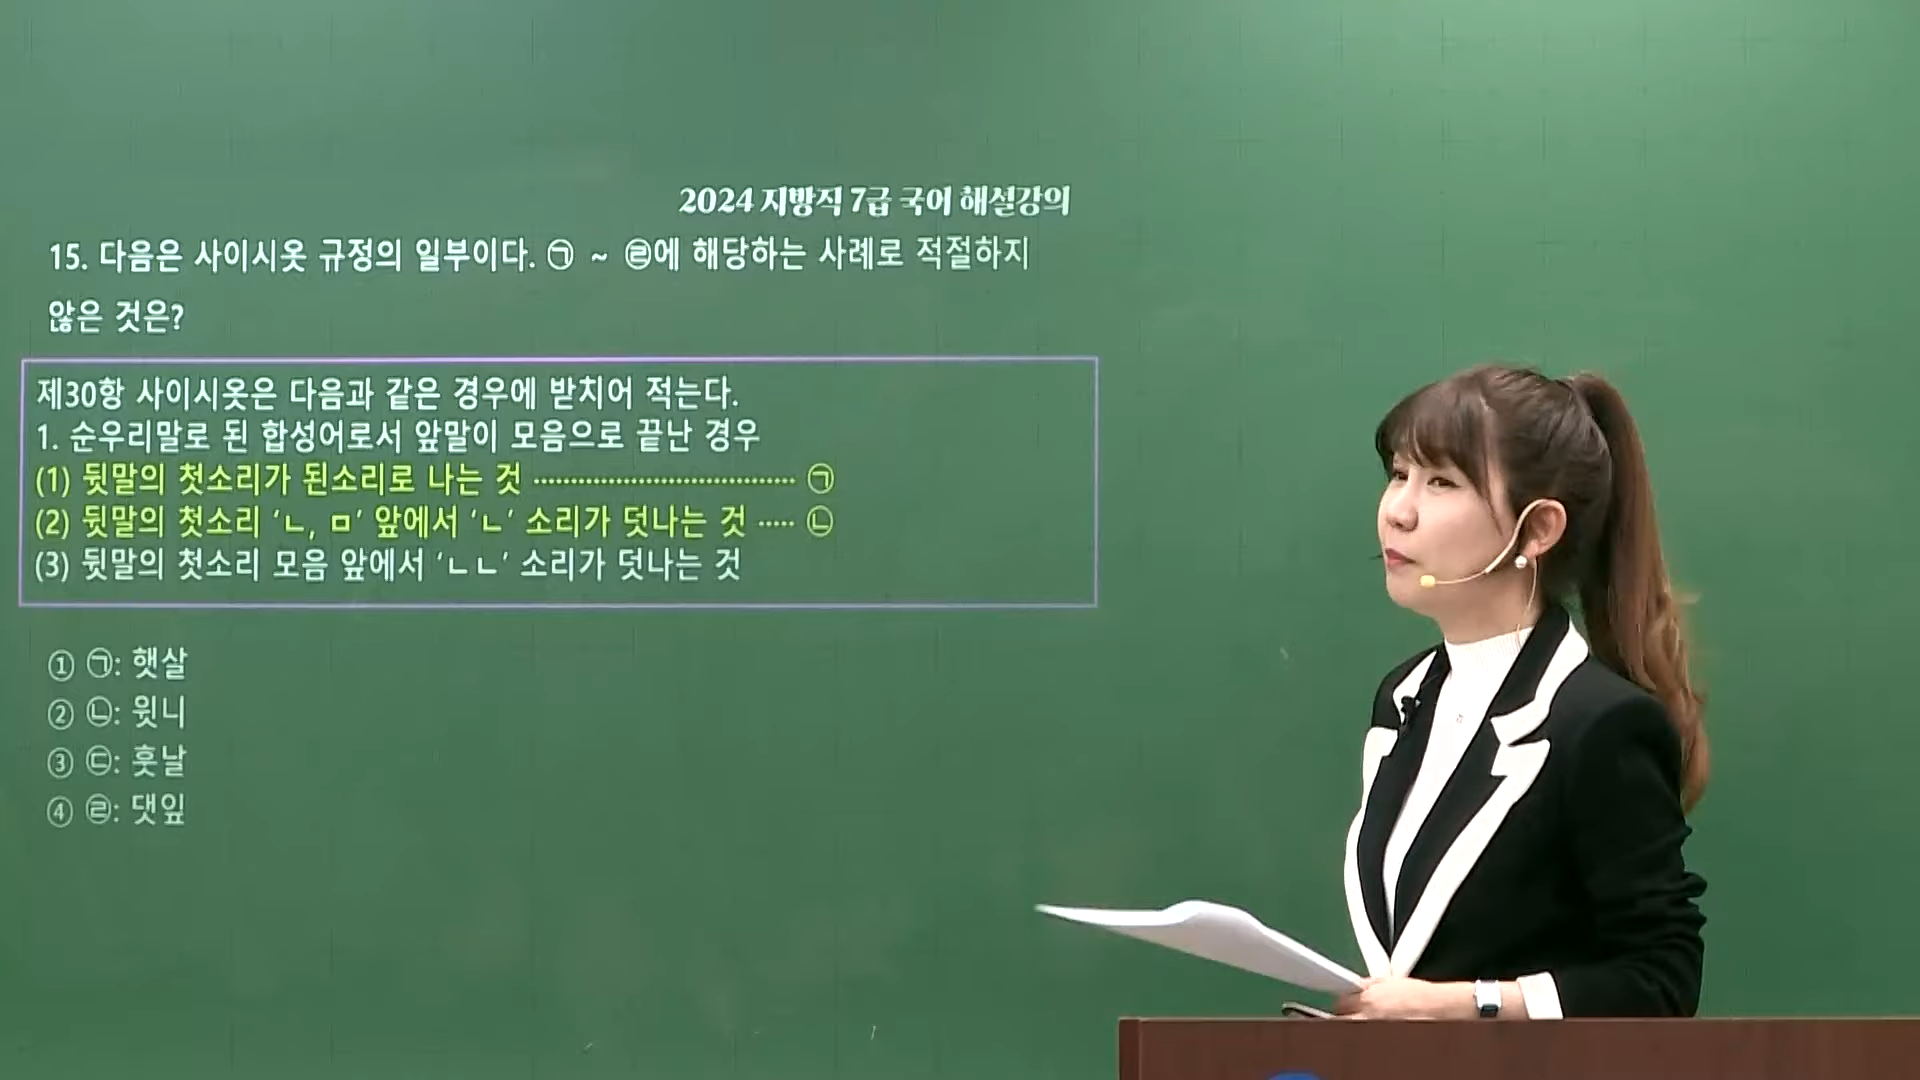 2024 지방직 7급 국어 해설강의
15. 다음은 사이시옷 규정의 일부이다. ㉠ ~ ㉣에 해당하는 사례로 적절하지
않은 것은?
제30항 사이시옷은 다음과 같은 경우에 받치어 적는다.
1. 순우리말로 된 합성어로서 앞말이 모음으로 끝난 경우
(1) 뒷말의 첫소리가 된소리로 나는 것 ································· ㉠
(2) 뒷말의 첫소리 ‘ㄴ, ㅁ’ 앞에서 ‘ㄴ’ 소리가 덧나는 것 ····· ㉡
(3) 뒷말의 첫소리 모음 앞에서 ‘ㄴㄴ’ 소리가 덧나는 것
① ㉠: 햇살
② ㉡: 윗니
③ ㉢: 훗날
④ ㉣: 댓잎